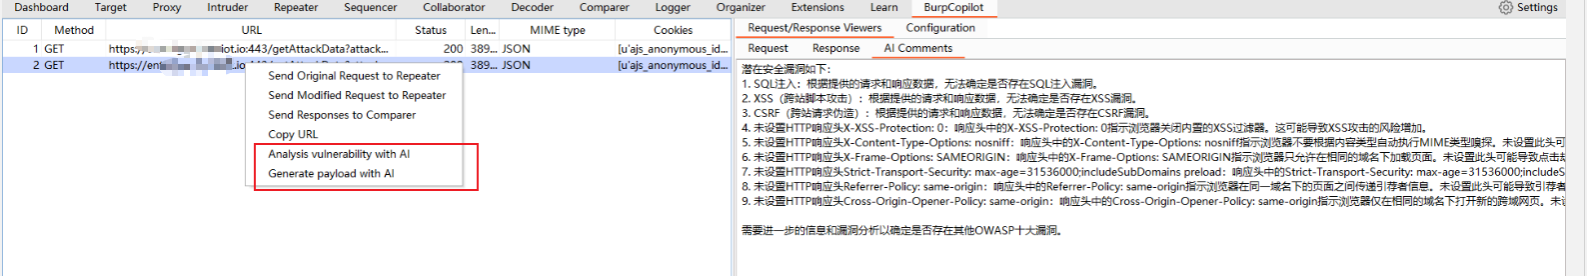 Dashboard Target Proxy Intruder Repeater Sequencer Collaborator Decoder Comparer Logger Organizer Extensions Learn BurpCopilot Settings
ID Method URL Status Len... MIME type Cookies
1 GET https:/ iot.io:443/getAttackData?attack... 200 389... JSON [u'ajs_anonymous_id...
2 GET https://en .io 389... JSON [u'ajs_anonymous_id...
Send Original Request to Repeater
Send Modified Request to Repeater
Send Responses to Comparer
Copy URL
Analysis vulnerability with AI
Generate payload with AI
Request/Response Viewers Configuration
Request Response AI Comments
潜在安全漏洞如下：
1. SQL注入：根据提供的请求和响应数据，无法确定是否存在SQL注入漏洞。
2. XSS（跨站脚本攻击）：根据提供的请求和响应数据，无法确定是否存在XSS漏洞。
3. CSRF（跨站请求伪造）：根据提供的请求和响应数据，无法确定是否存在CSRF漏洞。
4. 未设置HTTP响应头X-XSS-Protection: 0：响应头中的X-XSS-Protection: 0指示浏览器关闭内置的XSS过滤器。这可能导致XSS攻击的风险增加。
5. 未设置HTTP响应头X-Content-Type-Options: nosniff：响应头中的X-Content-Type-Options: nosniff指示浏览器不要根据内容类型自动执行MIME类型嗅探。未设置此头可
6. 未设置HTTP响应头X-Frame-Options: SAMEORIGIN：响应头中的X-Frame-Options: SAMEORIGIN指示浏览器只允许在相同的域名下加载页面。未设置此头可能导致点击劫
7. 未设置HTTP响应头Strict-Transport-Security: max-age=31536000;includeSubDomains preload：响应头中的Strict-Transport-Security: max-age=31536000;includeS
8. 未设置HTTP响应头Referrer-Policy: same-origin：响应头中的Referrer-Policy: same-origin指示浏览器在同一域名下的页面之间传递引荐者信息。未设置此头可能导致引荐者
9. 未设置HTTP响应头Cross-Origin-Opener-Policy: same-origin：响应头中的Cross-Origin-Opener-Policy: same-origin指示浏览器仅在相同的域名下打开新的跨域网页。未
需要进一步的信息和漏洞分析以确定是否存在其他OWASP十大漏洞。